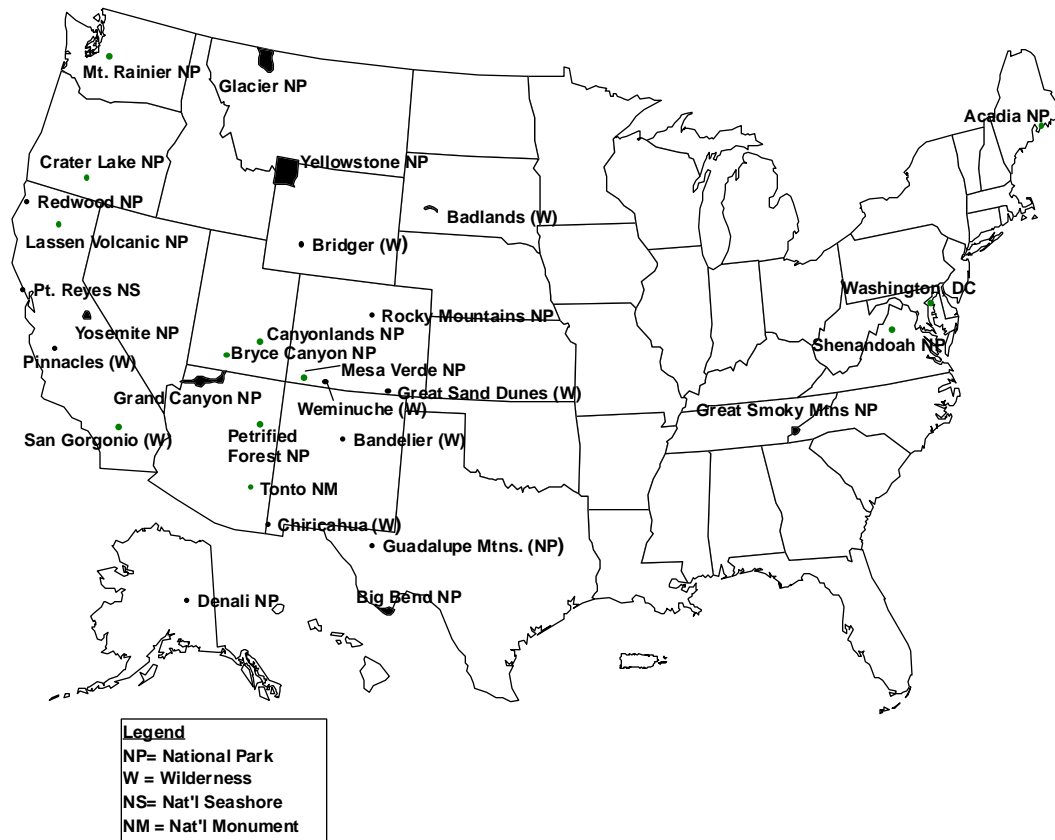 Mt. Rainier NP
Glacier NP
Acadia NP
Crater Lake NP
Yellowstone NP
Redwood NP
Badlands (W)
Lassen Volcanic NP
Bridger (W)
Pt. Reyes NS
Washington, DC
Rocky Mountains NP
Yosemite NP
Canyonlands NP
Shenandoah NP
Pinnacles (W)
Bryce Canyon NP
Mesa Verde NP
Grand Canyon NP
Great Sand Dunes (W)
Weminuche (W)
Great Smoky Mtns NP
San Gorgonio (W)
Petrified
Forest NP
Bandelier (W)
Tonto NM
Chiricahua (W)
Guadalupe Mtns. (NP)
Denali NP
Big Bend NP
Legend
NP= National Park
W = Wilderness
NS= Nat'l Seashore
NM = Nat'l Monument